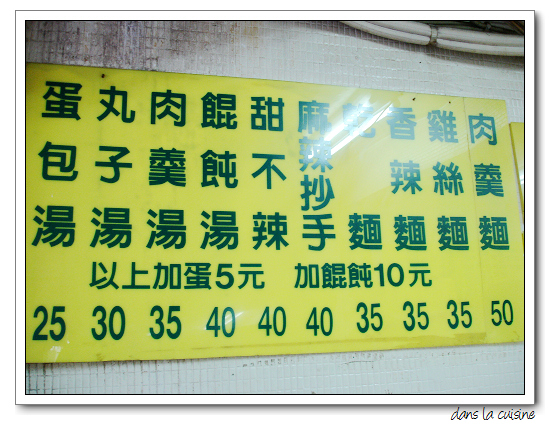 蛋包湯
丸子湯
肉羹湯
餛飩湯
甜不辣
麻辣抄手
麵
香辣麵
雞絲麵
肉羹麵
以上加蛋5元 加餛飩10元
25 30 35 40 40 40 35 35 35 50
dans la cuisine